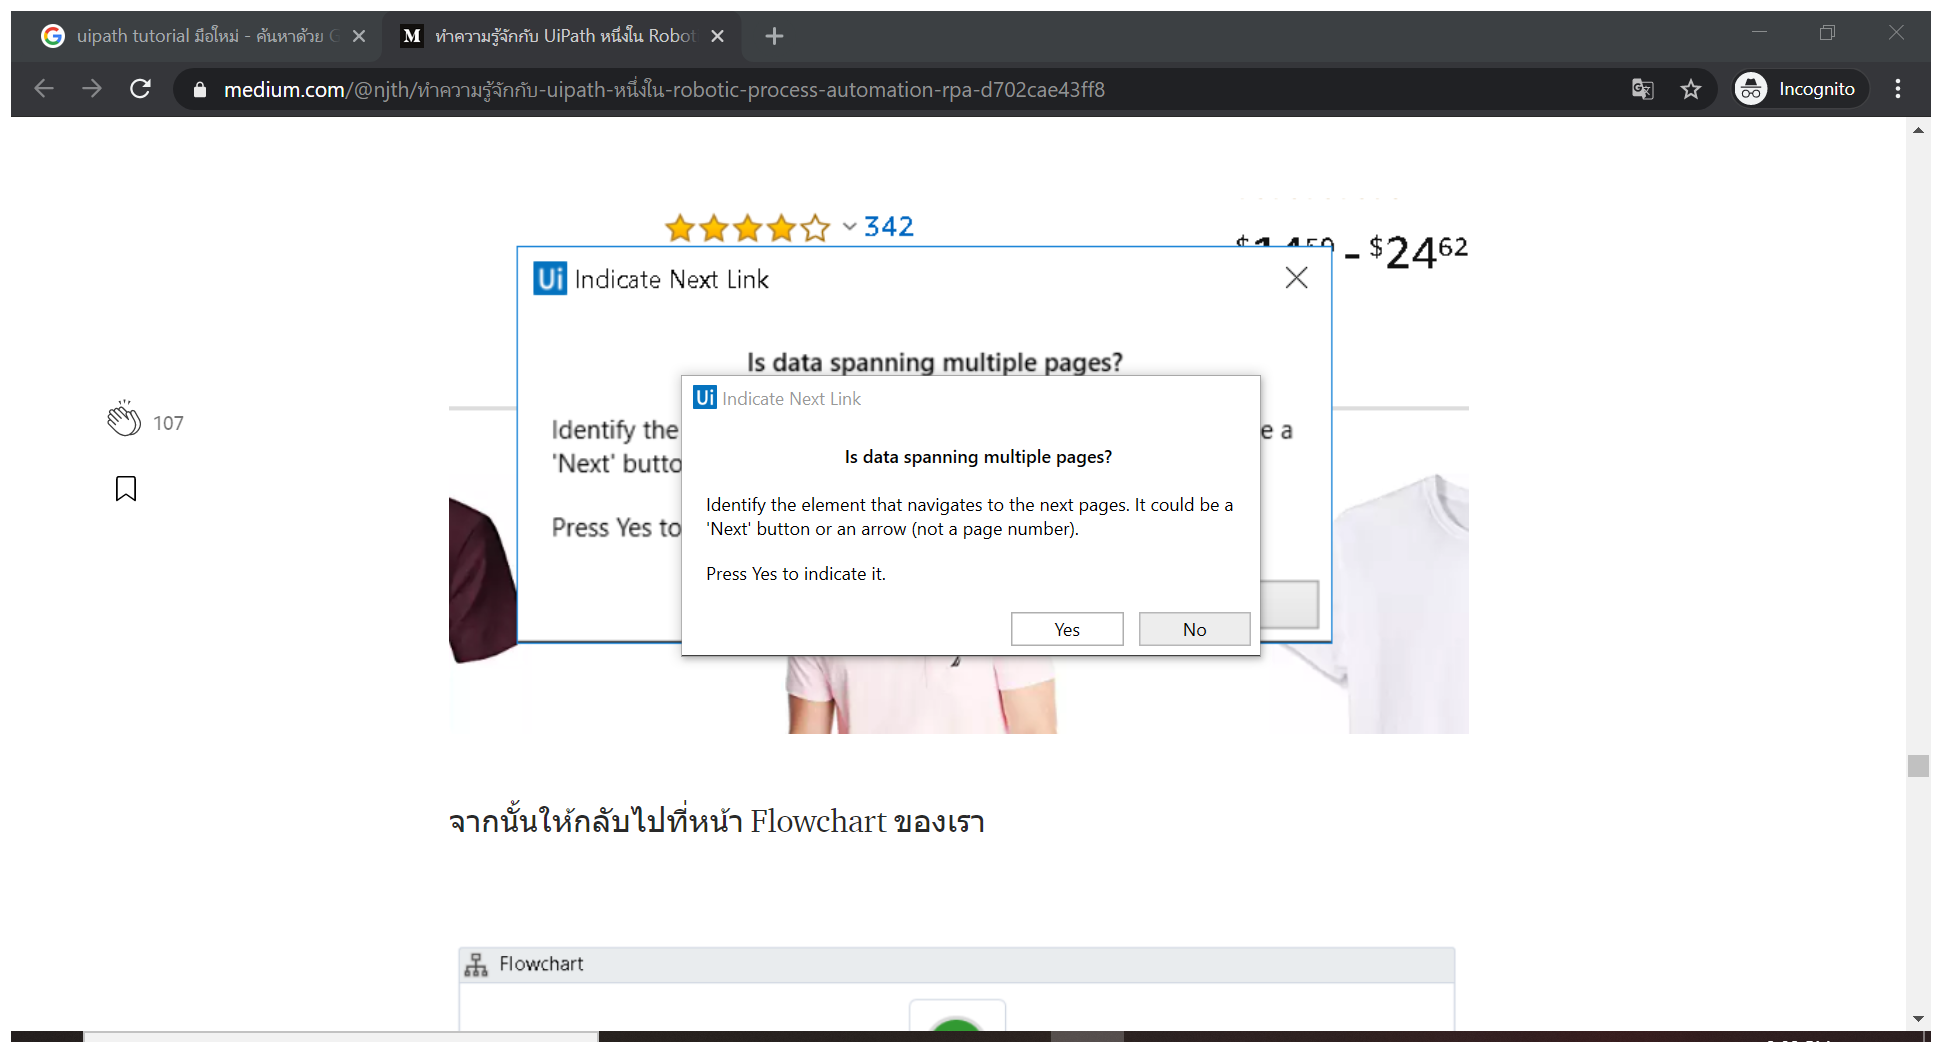 uipath tutorial มือใหม่ - ค้นหาด้วย G
ทำความรู้จักกับ UiPath หนึ่งใน Robot
medium.com/@njth/ทำความรู้จักกับ-uipath-หนึ่งใน-robotic-process-automation-rpa-d702cae43ff8
Incognito
342
- $24 62
Ui Indicate Next Link
Is data spanning multiple pages?
Identify the
e a
'Next' butto
Press Yes to
Ui Indicate Next Link
Is data spanning multiple pages?
Identify the element that navigates to the next pages. It could be a
'Next' button or an arrow (not a page number).
Press Yes to indicate it.
Yes
No
107
จากนั้นให้กลับไปที่หน้า Flowchart ของเรา
Flowchart